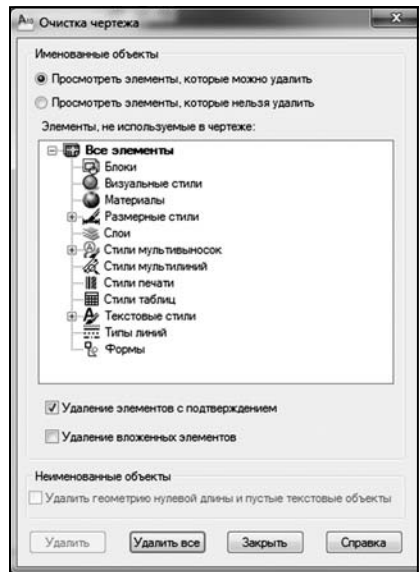 Очистка чертежа
Именованные объекты
Просмотреть элементы, которые можно удалить
Просмотреть элементы, которые нельзя удалить
Элементы, не используемые в чертеже:
Все элементы
Блоки
Визуальные стили
Материалы
Размерные стили
Слои
Стили мультивыносок
Стили мультилиний
Стили печати
Стили таблиц
Текстовые стили
Типы линий
Формы
Удаление элементов с подтверждением
Удаление вложенных элементов
Неименованные объекты
Удалить геометрию нулевой длины и пустые текстовые объекты
Удалить Удалить все Закрыть Справка